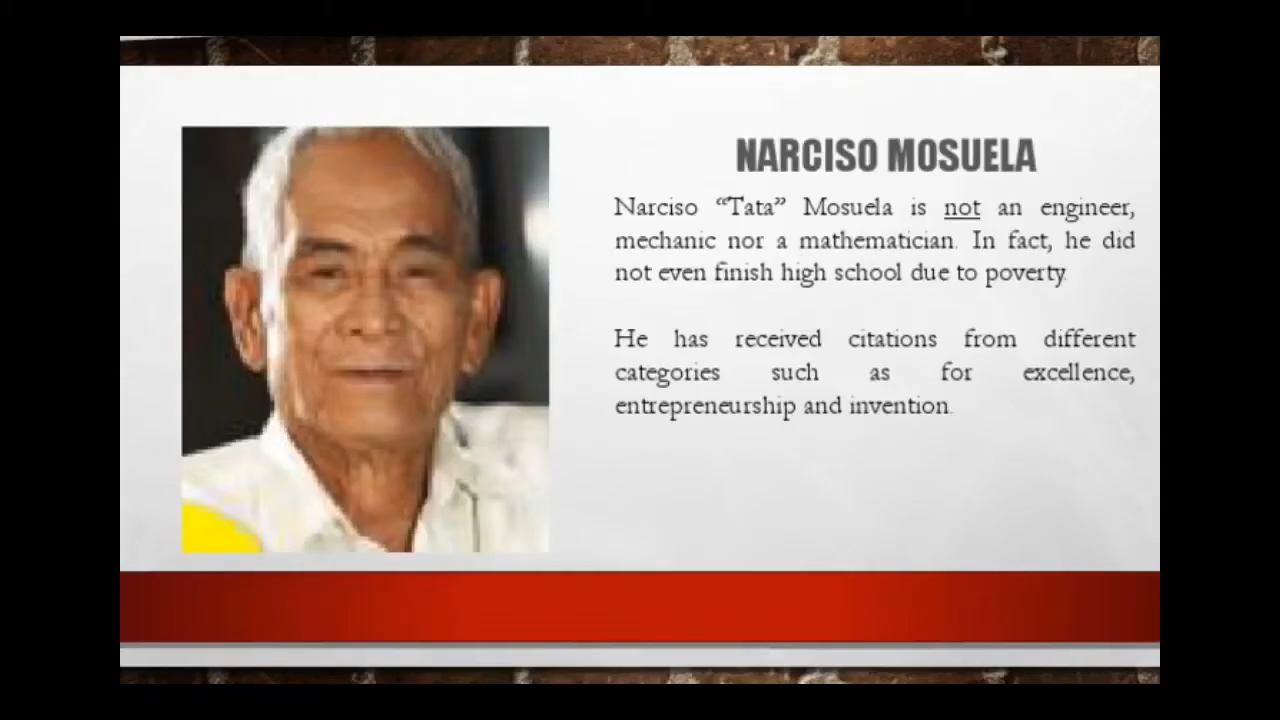 NARCISO MOSUELA
Narciso “Tata” Mosuela is not an engineer,
mechanic nor a mathematician. In fact, he did
not even finish high school due to poverty.
He has received citations from different
categories such as for excellence,
entrepreneurship and invention.